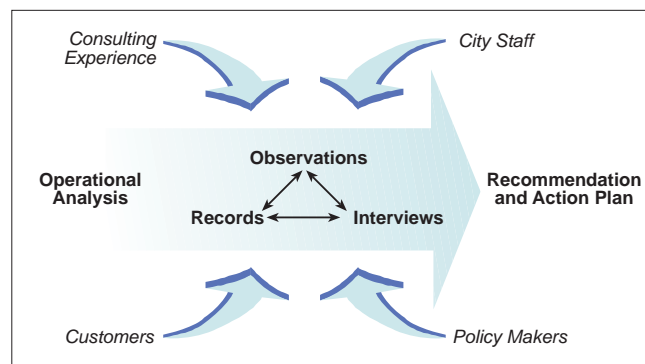 Consulting
Experience
City Staff
Observations
Operational
Analysis
Recommendation
and Action Plan
Records
Interviews
Customers
Policy Makers